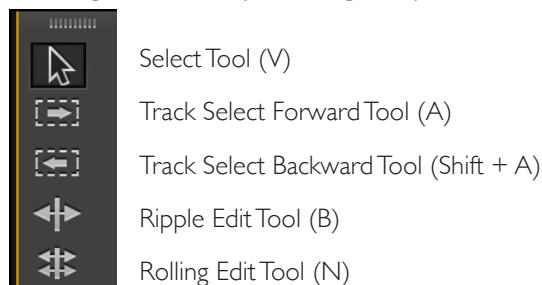 Select Tool (V)
Track Select Forward Tool (A)
Track Select Backward Tool (Shift + A)
Ripple Edit Tool (B)
Rolling Edit Tool (N)